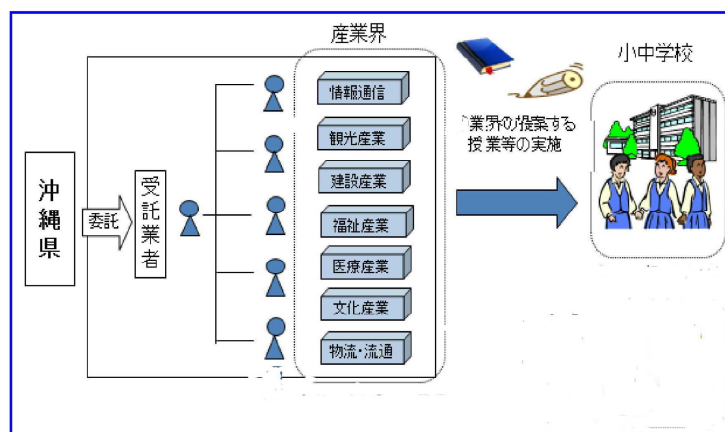 産業界
小中学校
情報通信
観光産業
建設産業
福祉産業
医療産業
文化産業
物流・流通
沖縄県
委託
受託業者
業界の提案する
授業等の実施